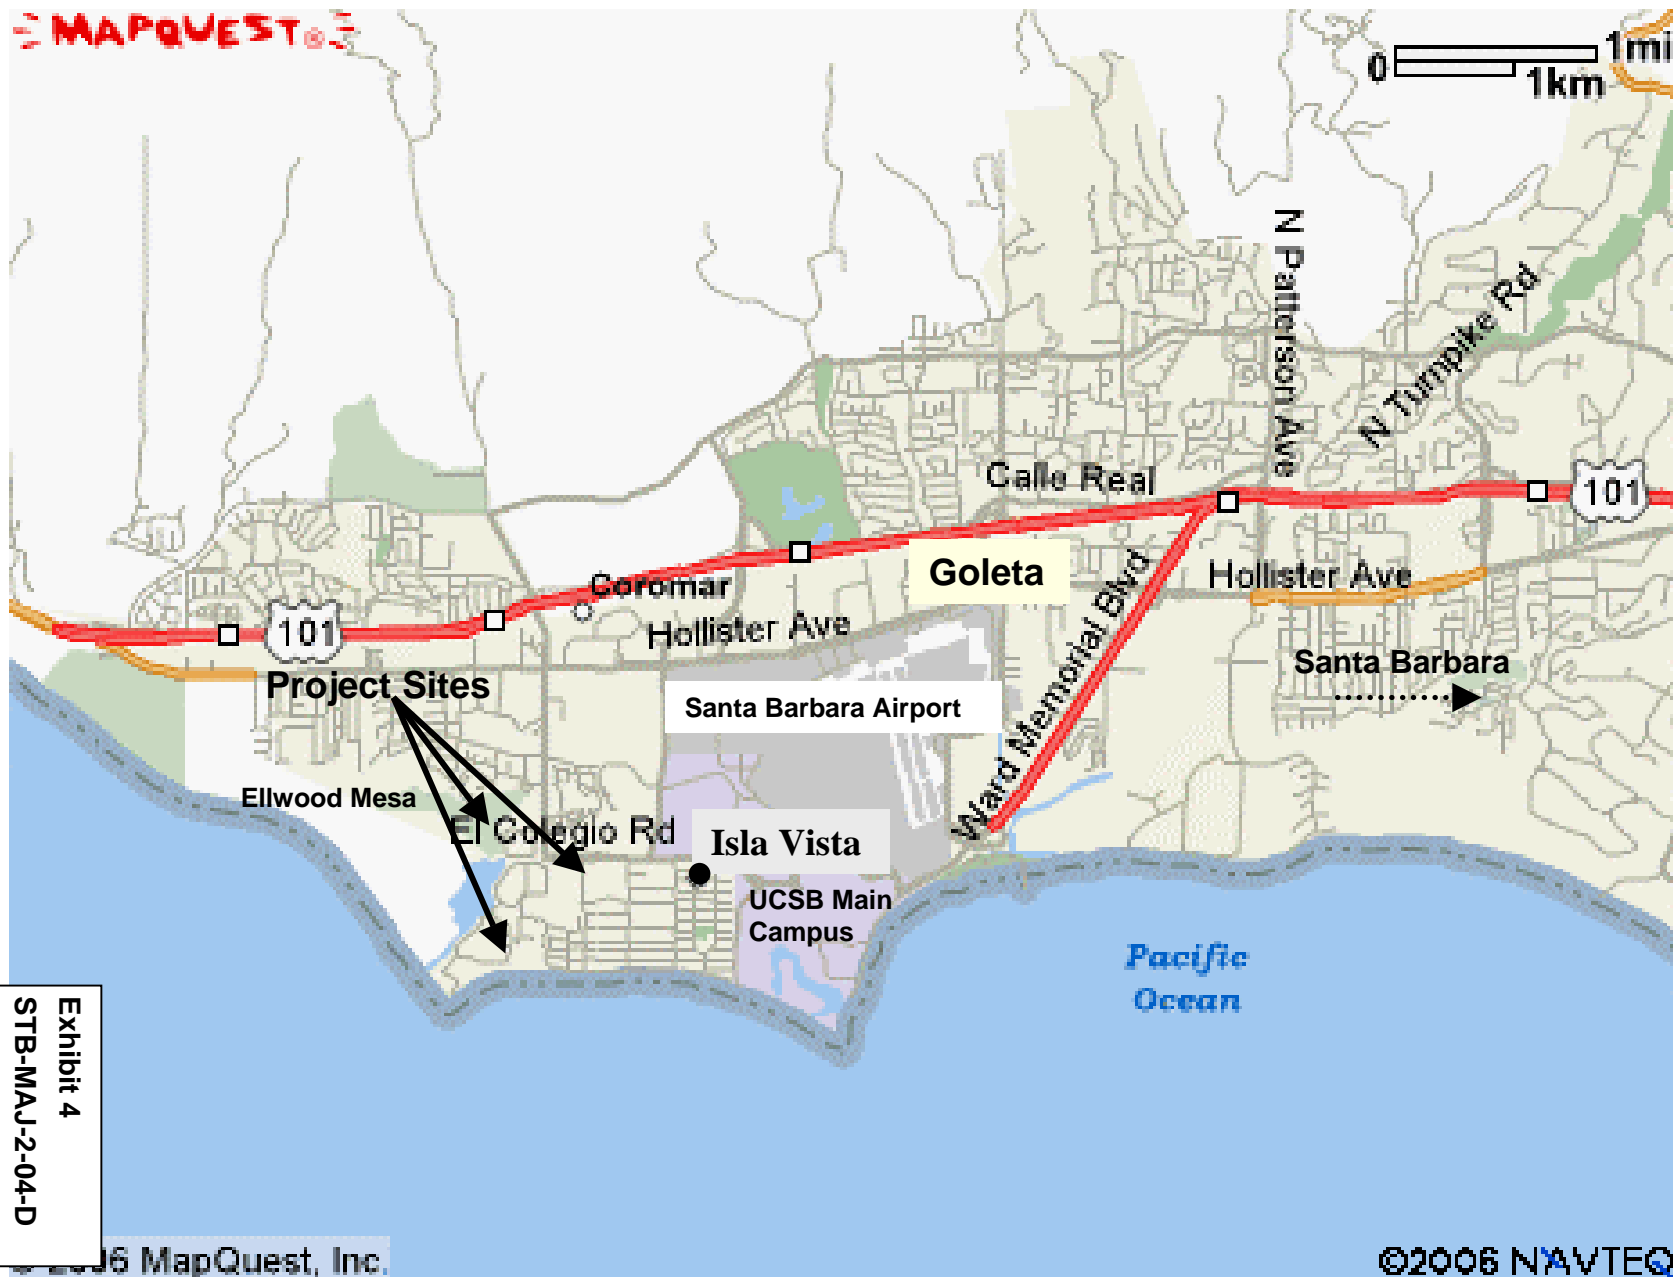 MAPQUEST®
0
1mi
1km
N Patterson Ave
N Turnpike Rd
Calle Real
101
Goleta
Coromar
Hollister Ave
Hollister Ave
101
Ward Memorial Blvd
Santa Barbara
Project Sites
Santa Barbara Airport
Ellwood Mesa
El Colegio Rd
Isla Vista
UCSB Main
Campus
Pacific
Ocean
Exhibit 4
STB-MAJ-2-04-D
MapQuest, Inc.
©2006 NAVTEQ